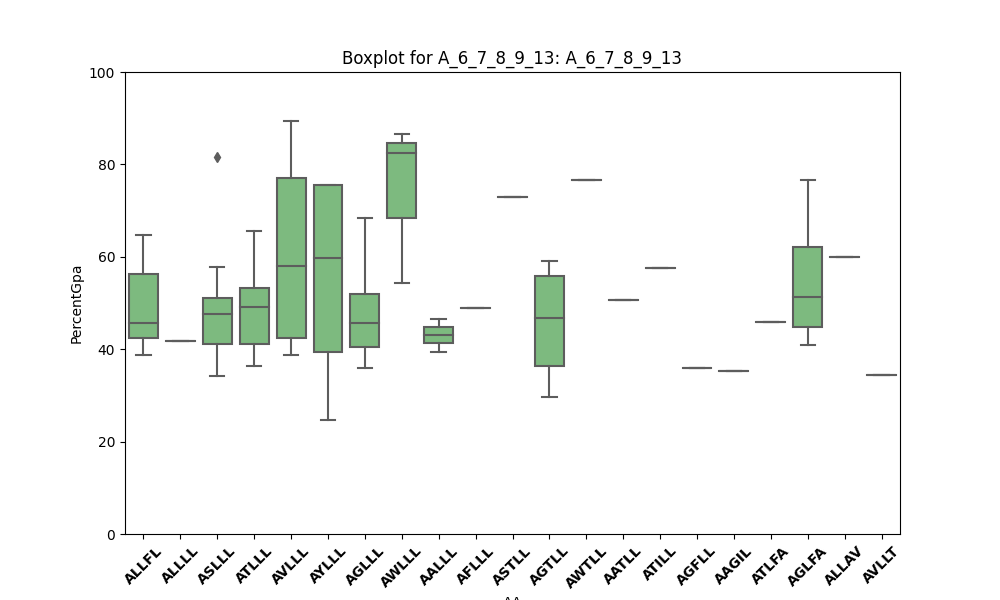 Boxplot for A_6_7_8_9_13: A_6_7_8_9_13
100
80
60
40
20
0
PercentGpa
ALLFL ALLLL ASLLL ATLLL AVLLL AYLLL AGLLL AWLLL AALLL AFLLL ASTLL AGTLL AWTLL AATLL ATILL AGFLL AAGIL ATLFA AGLFA ALLAV AVLLT